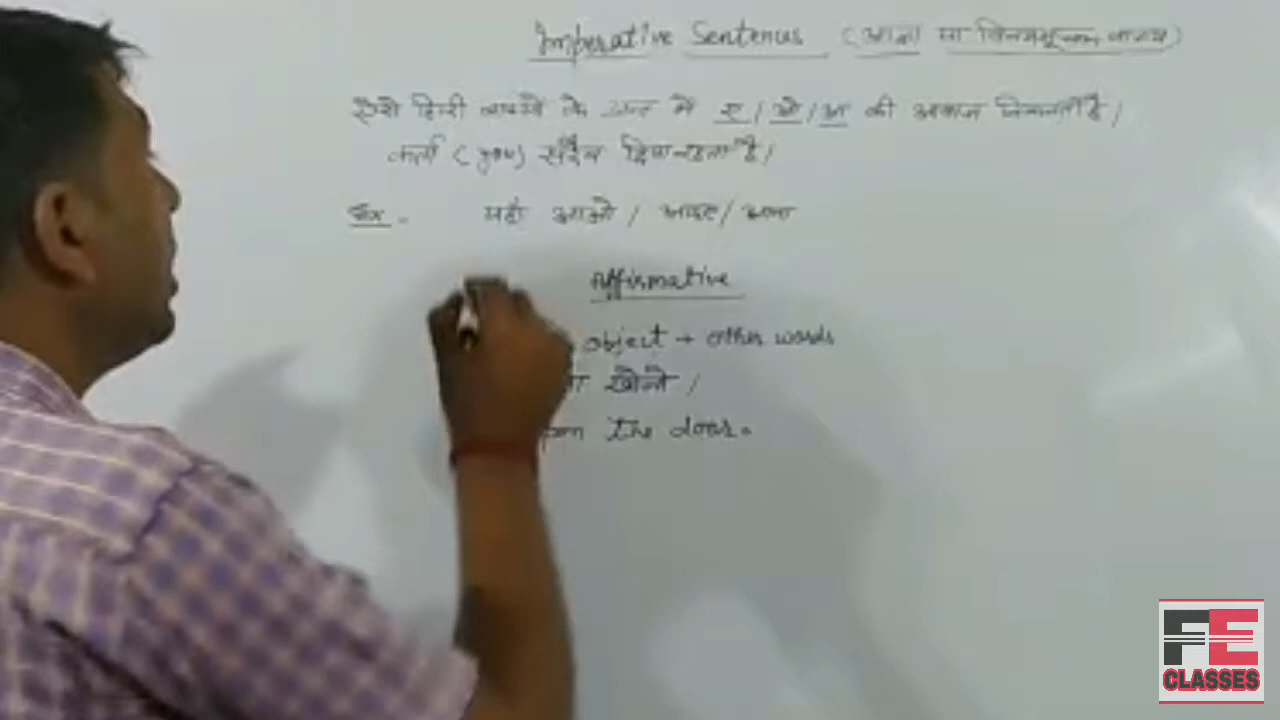 Imperative Sentences (आज्ञा या विनयसूचक वाक्य)
ऐसे हिन्दी वाक्यों के अन्त में ए / ओ / आ की आवाज निकलती है।
कर्ता (you) सदैव छिपा रहता है।
Ex - यहाँ आओ / आइए / आना
Affirmative
object + other words
खोलो /
the door.
FE
CLASSES